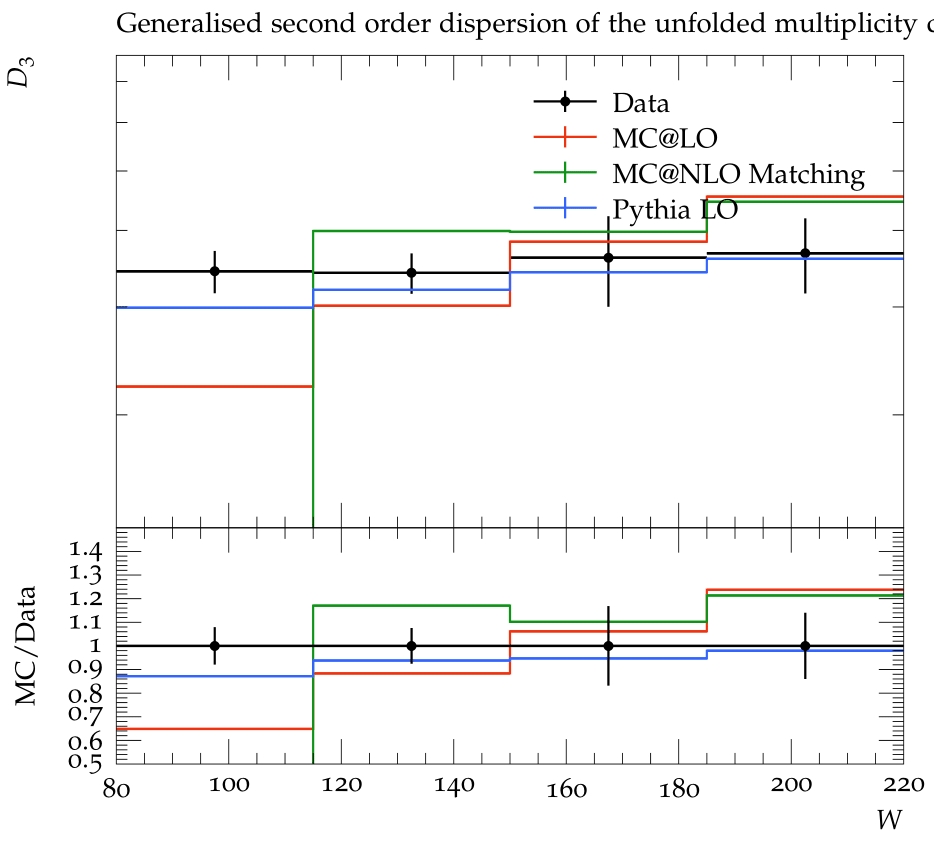 Generalised second order dispersion of the unfolded multiplicity
D3
Data
MC@LO
MC@NLO Matching
Pythia LO
1.4
1.3
1.2
1.1
1
0.9
0.8
0.7
0.6
0.5
MC/Data
80 100 120 140 160 180 200 220
W